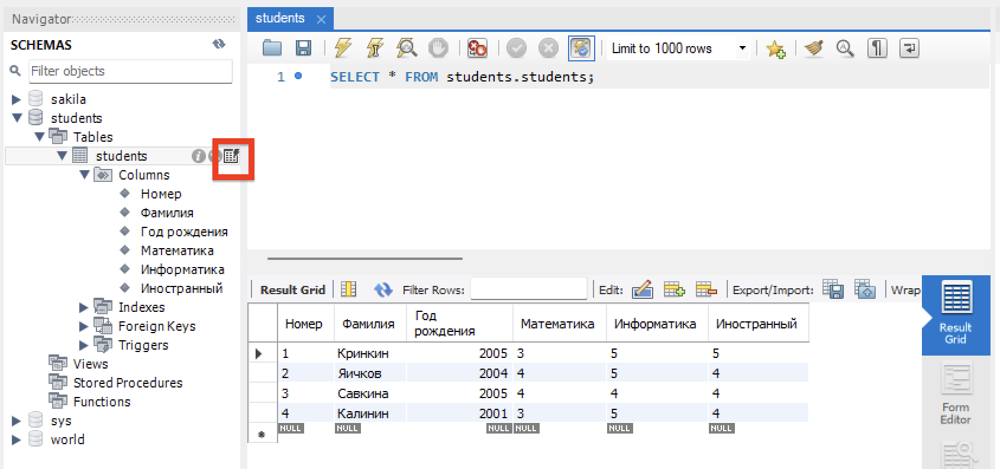 Navigator
SCHEMAS
Filter objects
sakila
students
Tables
students
Columns
Номер
Фамилия
Год рождения
Математика
Информатика
Иностранный
Indexes
Foreign Keys
Triggers
Views
Stored Procedures
Functions
sys
world
students
Limit to 1000 rows
1 SELECT * FROM students.students;
Result Grid Filter Rows: Edit: Export/Import: Wrap
Номер Фамилия Год рождения Математика Информатика Иностранный
1 Кринкин 2005 3 5 5
2 Яичков 2004 4 5 4
3 Савкина 2005 4 4 4
4 Калинин 2001 3 5 4
NULL NULL NULL NULL NULL NULL
Result
Grid
Form
Editor